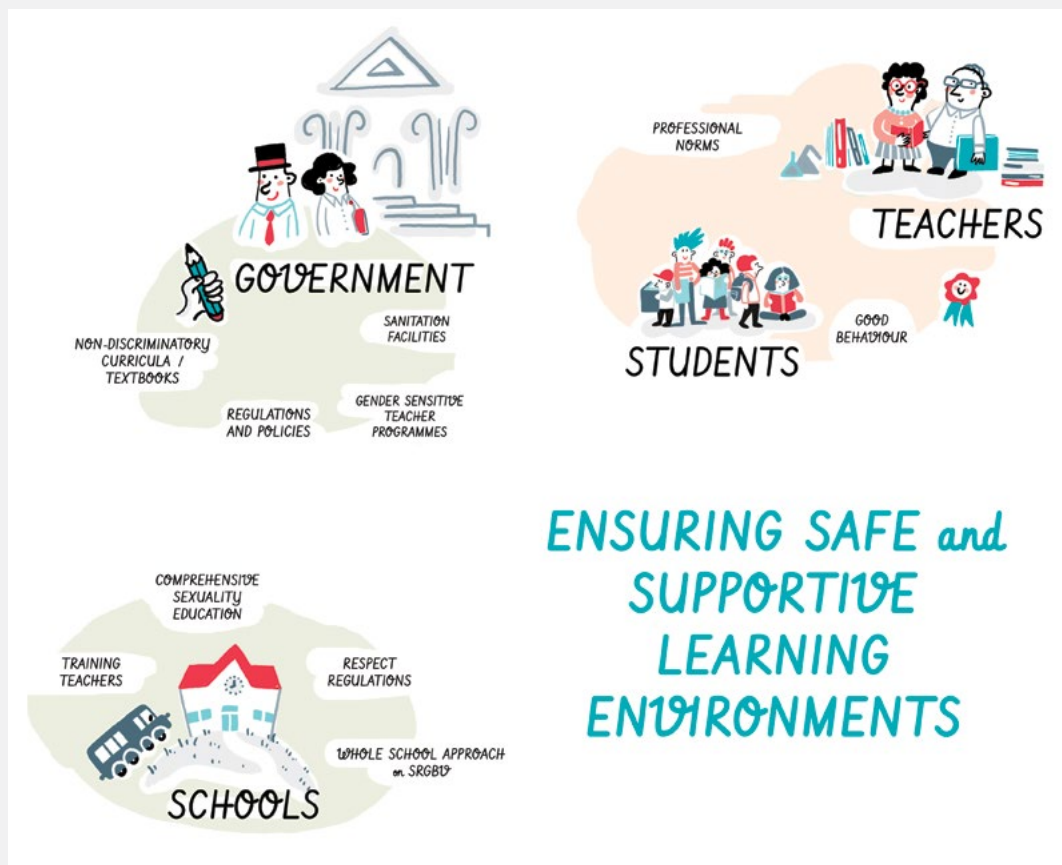 GOVERNMENT
NON-DISCRIMINATORY
CURRICULA /
TEXTBOOKS
SANITATION
FACILITIES
REGULATIONS
AND POLICIES
GENDER SENSITIVE
TEACHER
PROGRAMMES
PROFESSIONAL
NORMS
TEACHERS
STUDENTS
GOOD
BEHAVIOUR
COMPREHENSIVE
SEXUALITY
EDUCATION
TRAINING
TEACHERS
RESPECT
REGULATIONS
WHOLE SCHOOL APPROACH
on SRGBV
SCHOOLS
ENSURING SAFE and
SUPPORTIVE
LEARNING
ENVIRONMENTS